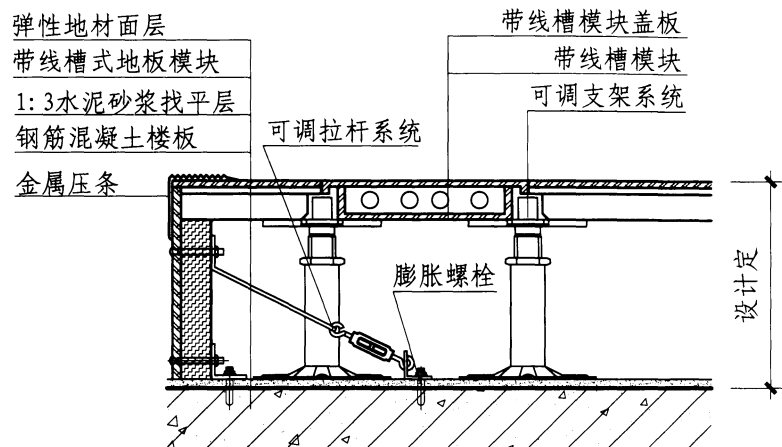 弹性地材面层
带线槽式地板模块
1:3水泥砂浆找平层
钢筋混凝土楼板
金属压条
可调拉杆系统
带线槽模块盖板
带线槽模块
可调支架系统
膨胀螺栓
设计定